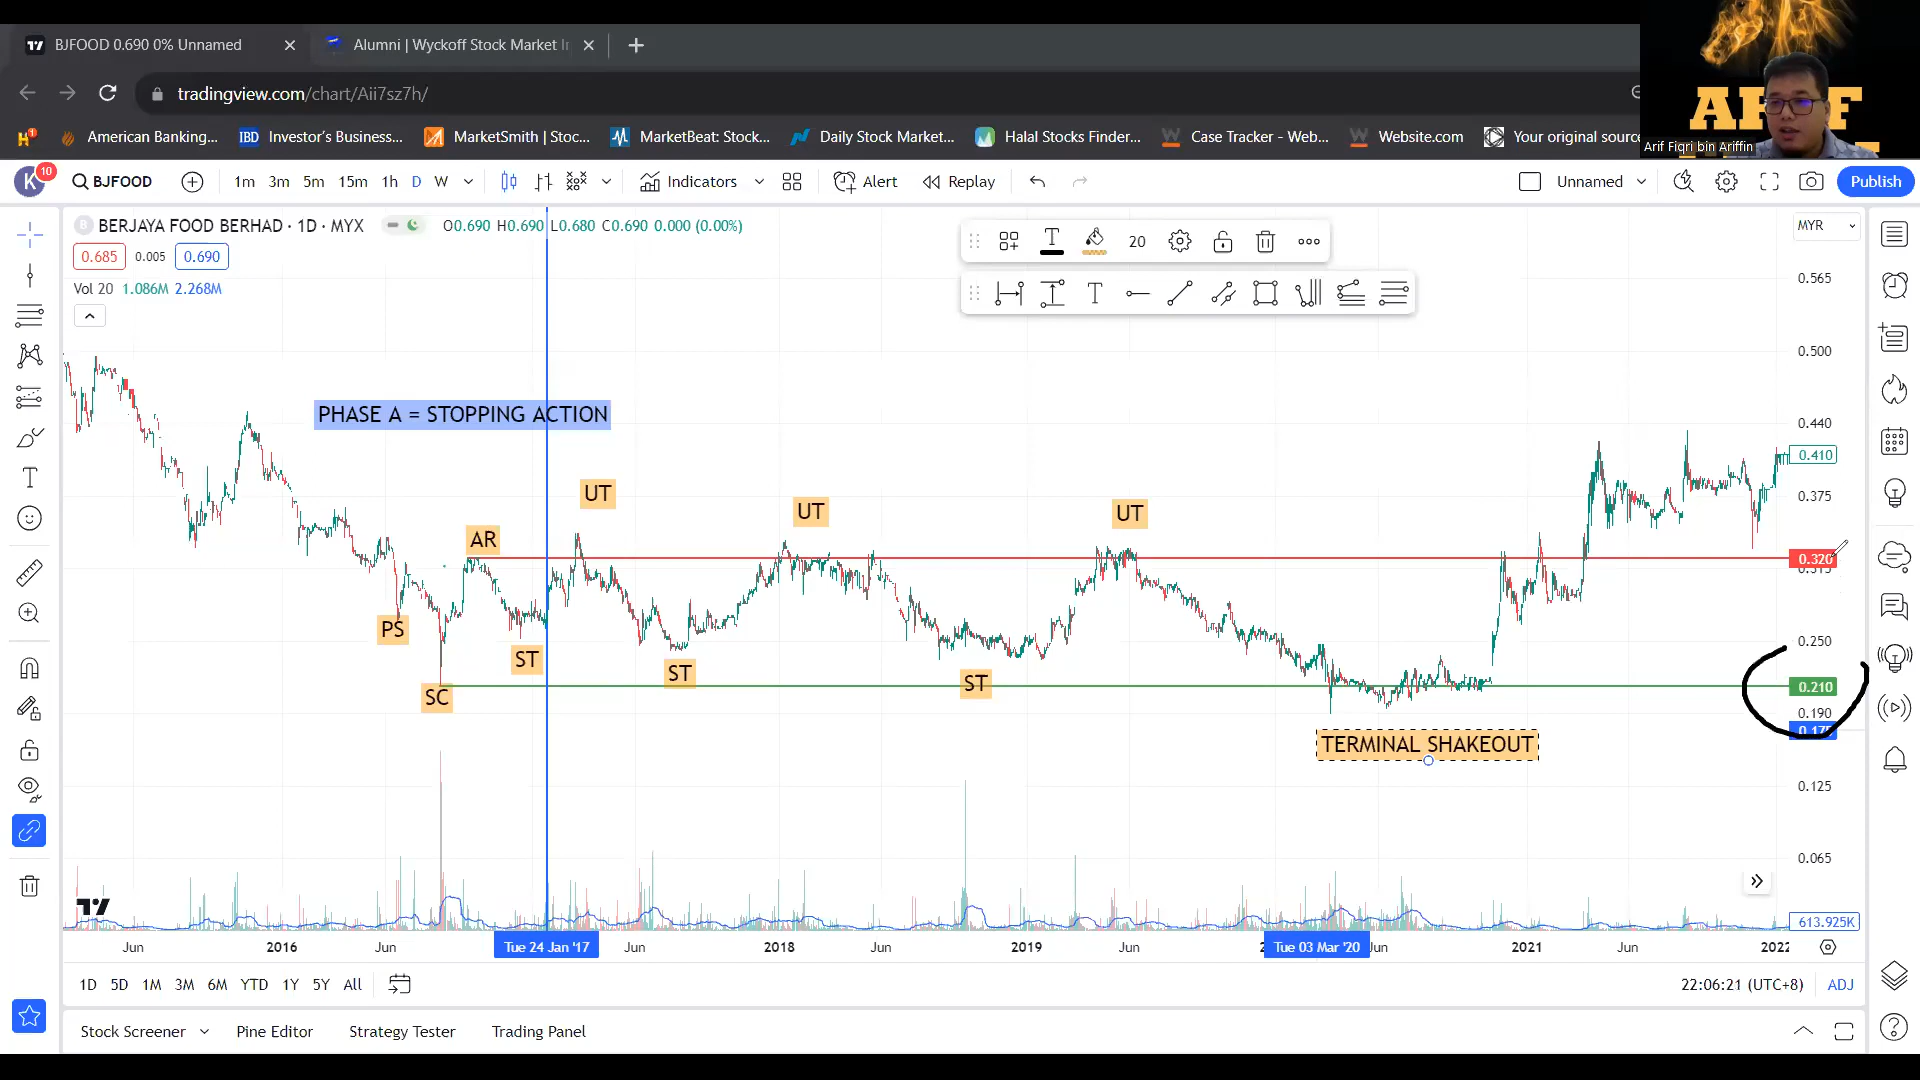 BJFOOD 0.690 0% Unnamed
Alumni | Wyckoff Stock Market I
tradingview.com/chart/Aii7sz7h/
American Banking... IBD Investor's Business... MarketSmith | Stoc... MarketBeat: Stock... Daily Stock Market... Halal Stocks Finder... Case Tracker - Web... Website.com Your original source
Arif Fiqri bin Ariffin
K 10 BJFOOD 1m 3m 5m 15m 1h D W Indicators Alert Replay Unnamed Publish
BERJAYA FOOD BERHAD · 1D · MYX O0.690 H0.690 L0.680 C0.690 0.000 (0.00%) MYR
0.685 0.005 0.690
20
Vol 20 1.086M 2.268M
0.565
0.500
PHASE A = STOPPING ACTION
0.440
0.410
UT
UT
UT
0.375
AR
0.320
0.315
PS
0.250
ST
ST
ST
SC
0.210
0.190
0.175
TERMINAL SHAKEOUT
0.125
0.065
613.925K
Jun 2016 Jun Tue 24 Jan '17 Jun 2018 Jun 2019 Jun Tue 03 Mar '20 Jun 2021 Jun 2022
1D 5D 1M 3M 6M YTD 1Y 5Y All 22:06:21 (UTC+8) ADJ
Stock Screener Pine Editor Strategy Tester Trading Panel